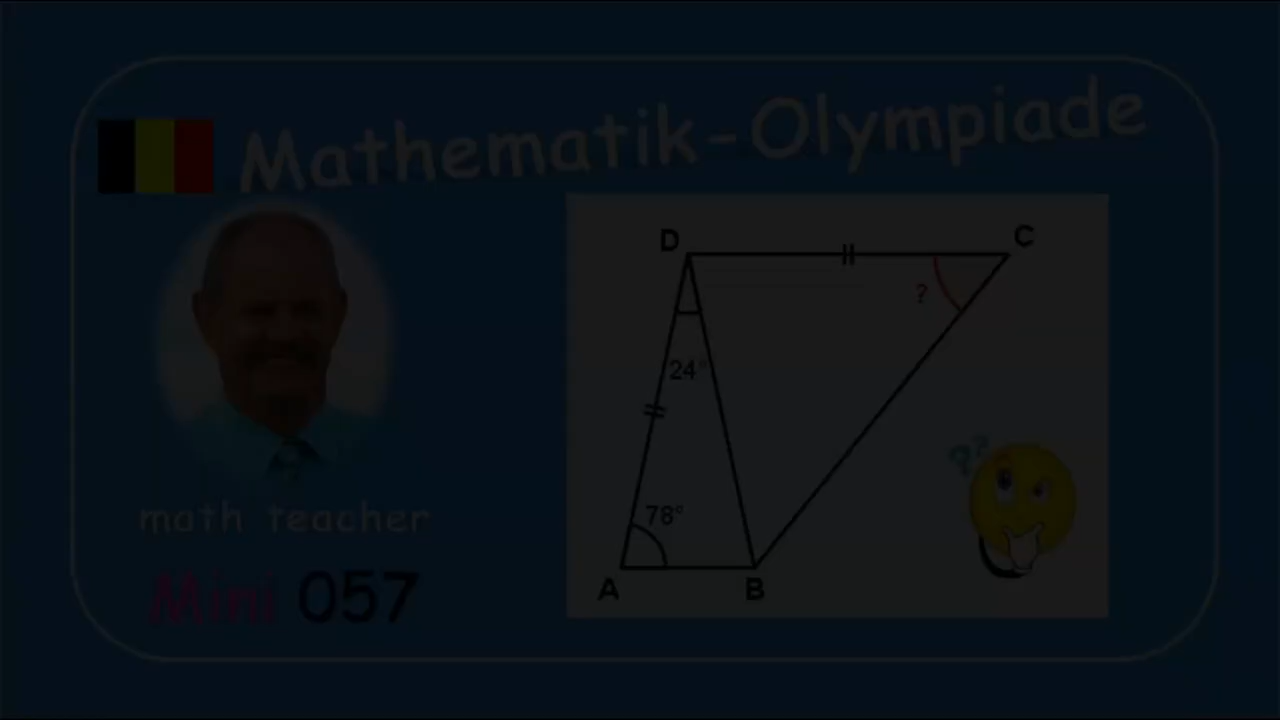 Mathematik-Olympiade
D
C
?
24°
78°
A
B
math teacher
Mini 057